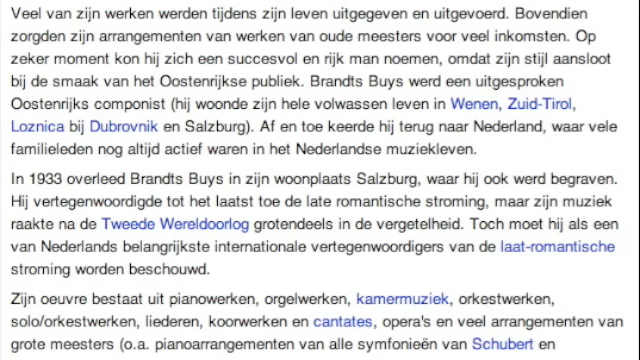 Veel van zijn werken werden tijdens zijn leven uitgegeven en uitgevoerd. Bovendien
zorgden zijn arrangementen van werken van oude meesters voor veel inkomsten. Op
zeker moment kon hij zich een succesvol en rijk man noemen, omdat zijn stijl aansloot
bij de smaak van het Oostenrijkse publiek. Brandts Buys werd een uitgesproken
Oostenrijks componist (hij woonde zijn hele volwassen leven in Wenen, Zuid-Tirol,
Loznica bij Dubrovnik en Salzburg). Af en toe keerde hij terug naar Nederland, waar vele
familieleden nog altijd actief waren in het Nederlandse muziekleven.
In 1933 overleed Brandts Buys in zijn woonplaats Salzburg, waar hij ook werd begraven.
Hij vertegenwoordigde tot het laatst toe de late romantische stroming, maar zijn muziek
raakte na de Tweede Wereldoorlog grotendeels in de vergetelheid. Toch moet hij als een
van Nederlands belangrijkste internationale vertegenwoordigers van de laat-romantische
stroming worden beschouwd.
Zijn oeuvre bestaat uit pianowerken, orgelwerken, kamermuziek, orkestwerken,
solo/orkestwerken, liederen, koorwerken en cantates, opera's en veel arrangementen van
grote meesters (o.a. pianoarrangementen van alle symfonieën van Schubert en